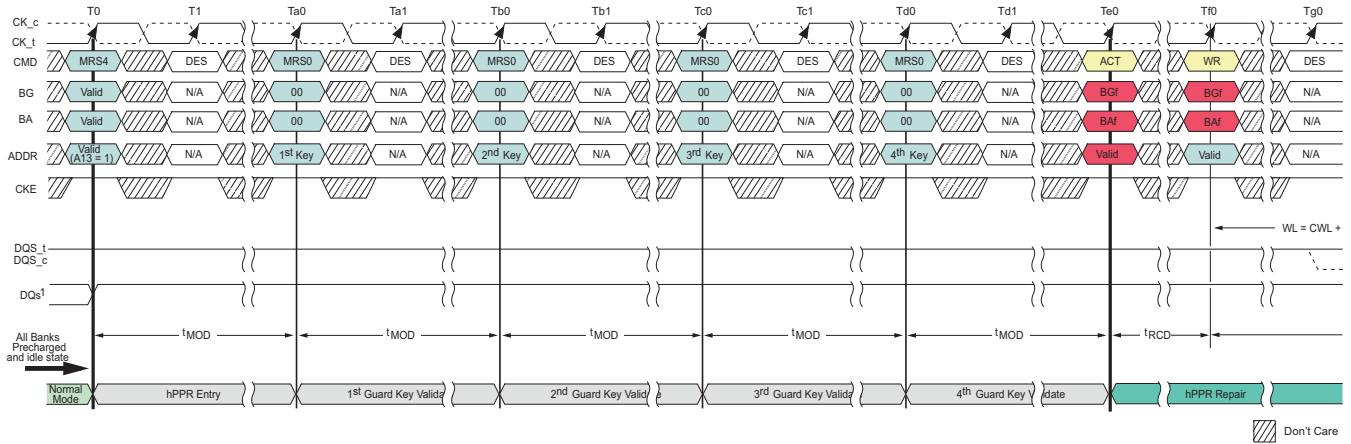 T0 T1 Ta0 Ta1 Tb0 Tb1 Tc0 Tc1 Td0 Td1 Te0 Tf0 Tg0
CK_c
CK_t
CMD MRS4 DES MRS0 DES MRS0 DES MRS0 DES MRS0 DES ACT WR DES
BG Valid N/A 00 N/A 00 N/A 00 N/A 00 N/A BGf BGf N/A
BA Valid N/A 00 N/A 00 N/A 00 N/A 00 N/A BAf BAf N/A
ADDR Valid (A13 = 1) N/A 1st Key N/A 2nd Key N/A 3rd Key N/A 4th Key N/A Valid Valid N/A
CKE
WL = CWL +
DQS_t
DQS_c
DQs1
tMOD tMOD tMOD tMOD tMOD tRCD
All Banks
Precharged
and idle state
Normal Mode hPPR Entry 1st Guard Key Valida 2nd Guard Key Valid e 3rd Guard Key Valida 4th Guard Key V date hPPR Repair
Don't Care